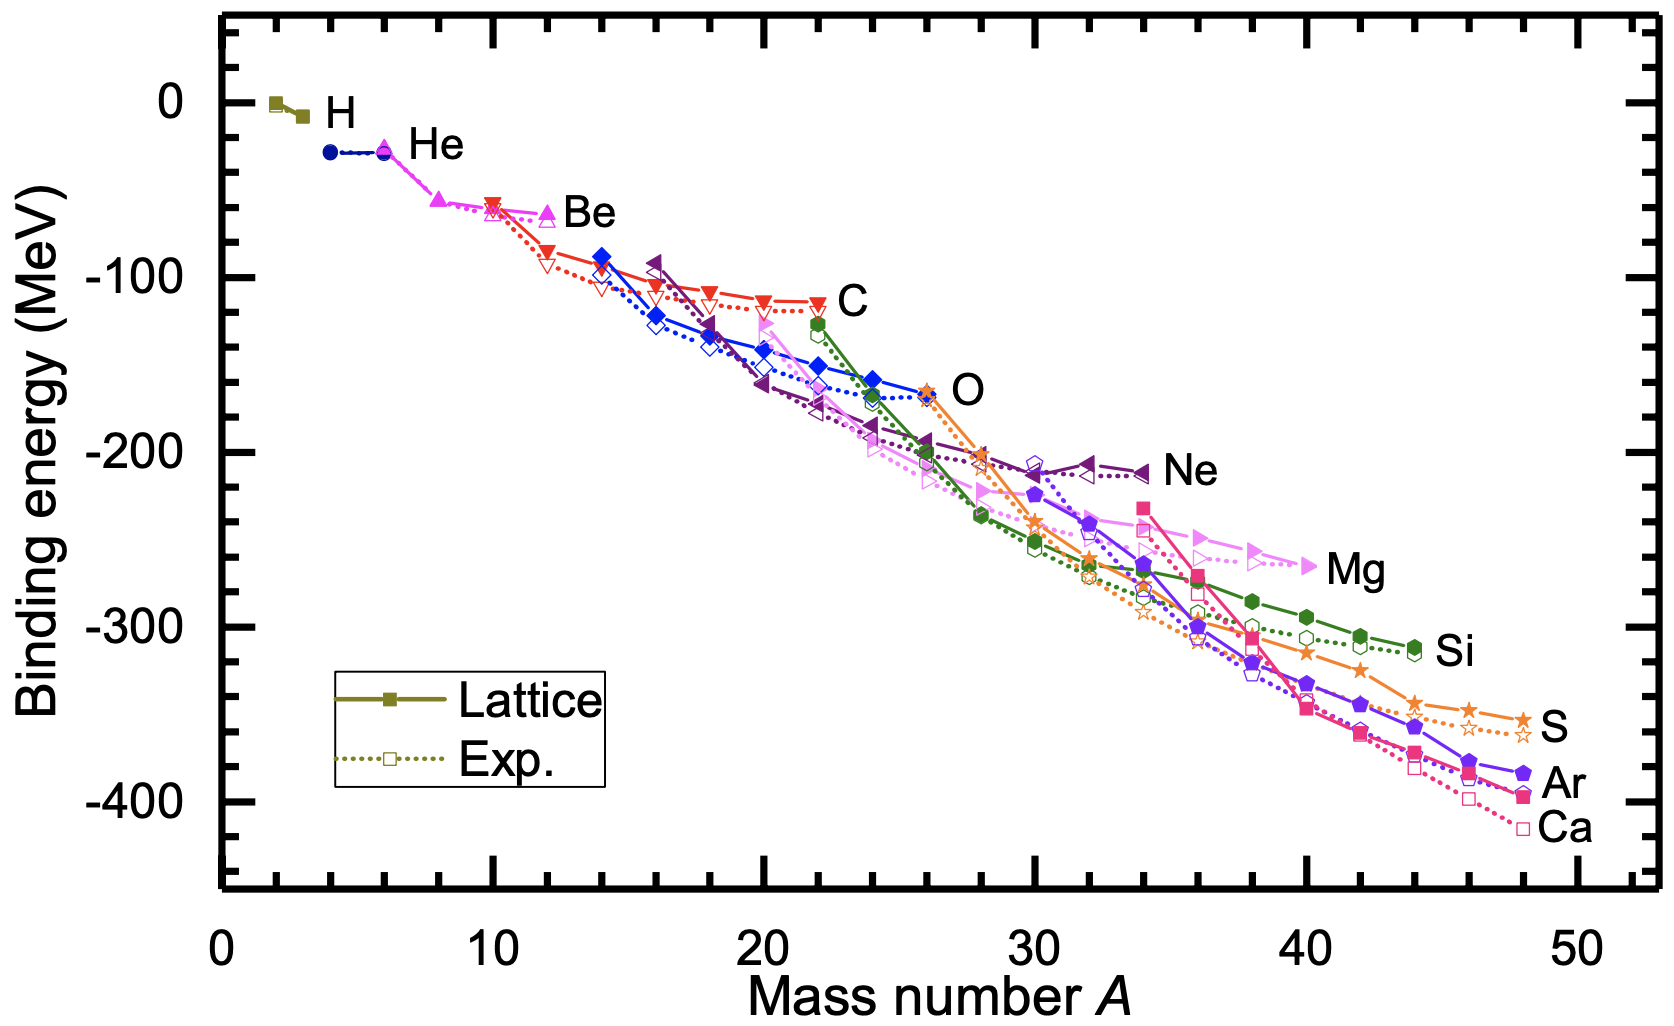 0
-100
-200
-300
-400
Binding energy (MeV)
H
He
Be
C
O
Ne
Mg
Si
S
Ar
Ca
Lattice
Exp.
0 10 20 30 40 50
Mass number A